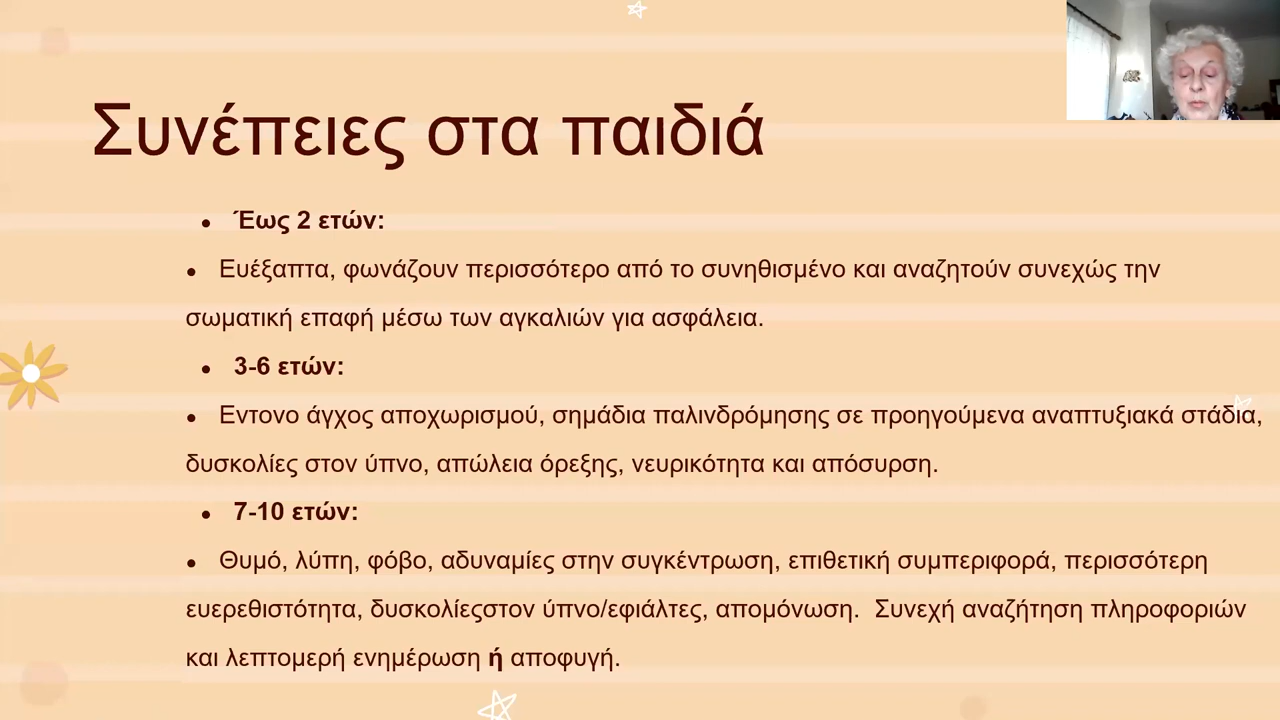 Συνέπειες στα παιδιά
• Έως 2 ετών:
• Ευέξαπτα, φωνάζουν περισσότερο από το συνηθισμένο και αναζητούν συνεχώς την
σωματική επαφή μέσω των αγκαλιών για ασφάλεια.
• 3-6 ετών:
• Εντονο άγχος αποχωρισμού, σημάδια παλινδρόμησης σε προηγούμενα αναπτυξιακά στάδια,
δυσκολίες στον ύπνο, απώλεια όρεξης, νευρικότητα και απόσυρση.
• 7-10 ετών:
• Θυμό, λύπη, φόβο, αδυναμίες στην συγκέντρωση, επιθετική συμπεριφορά, περισσότερη
ευερεθιστότητα, δυσκολίεςστον ύπνο/εφιάλτες, απομόνωση.  Συνεχή αναζήτηση πληροφοριών
και λεπτομερή ενημέρωση ή αποφυγή.